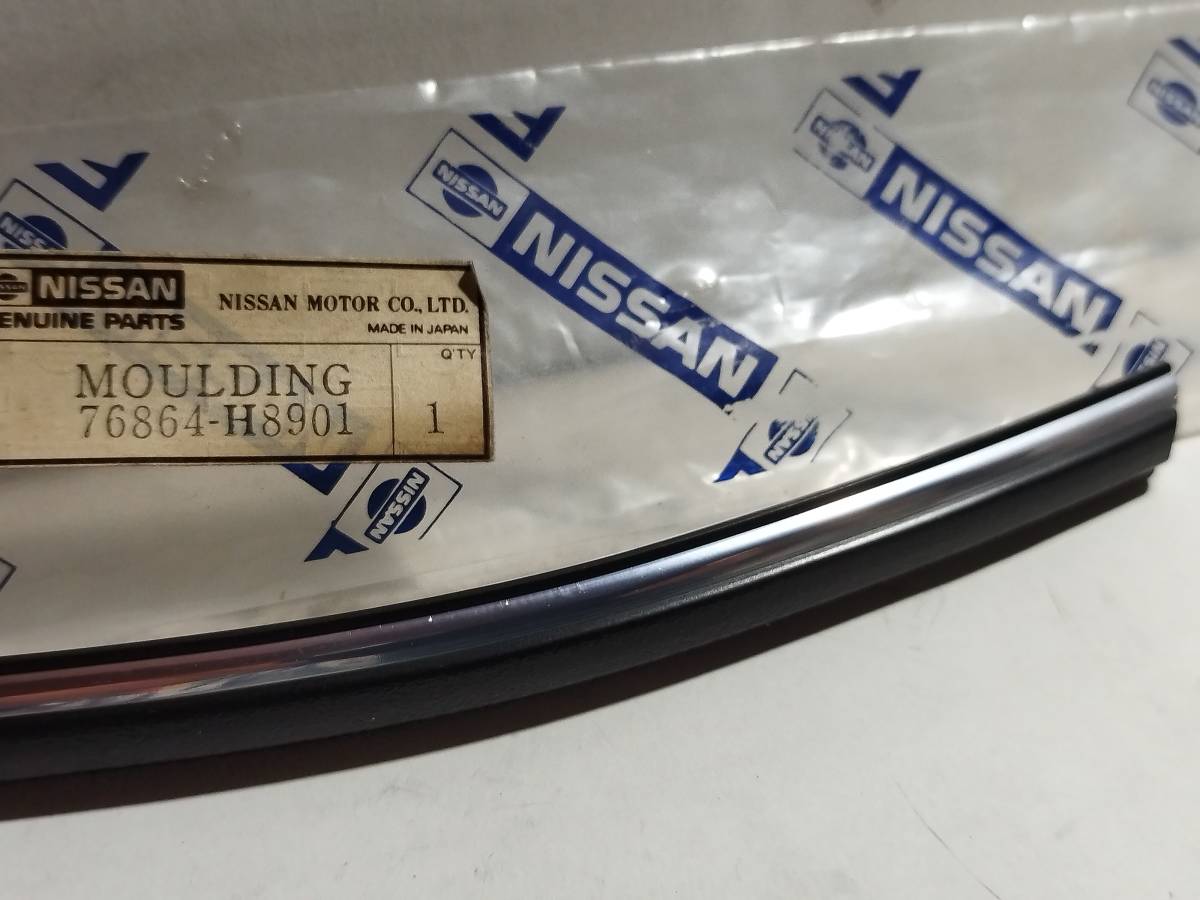 NISSAN
NISSAN
NISSAN
NISSAN
NISSAN
NISSAN NISSAN MOTOR CO., LTD.
ENUINE PARTS MADE IN JAPAN
Q'TY
MOULDING
76864-H8901 1
NISSAN
NISSAN